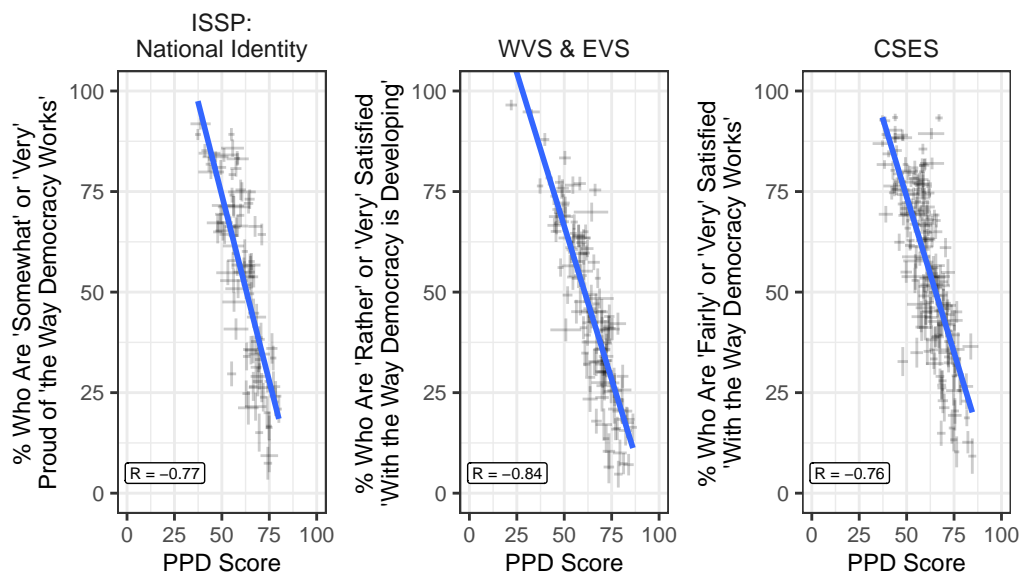 ISSP:
National Identity
% Who Are 'Somewhat' or 'Very'
Proud of 'the Way Democracy Works'
100
75
50
25
0
R = −0.77
0 25 50 75 100
PPD Score
WVS & EVS
% Who Are 'Rather' or 'Very' Satisfied
'With the Way Democracy is Developing'
100
75
50
25
0
R = −0.84
0 25 50 75 100
PPD Score
CSES
% Who Are 'Fairly' or 'Very' Satisfied
'With the Way Democracy Works'
100
75
50
25
0
R = −0.76
0 25 50 75 100
PPD Score